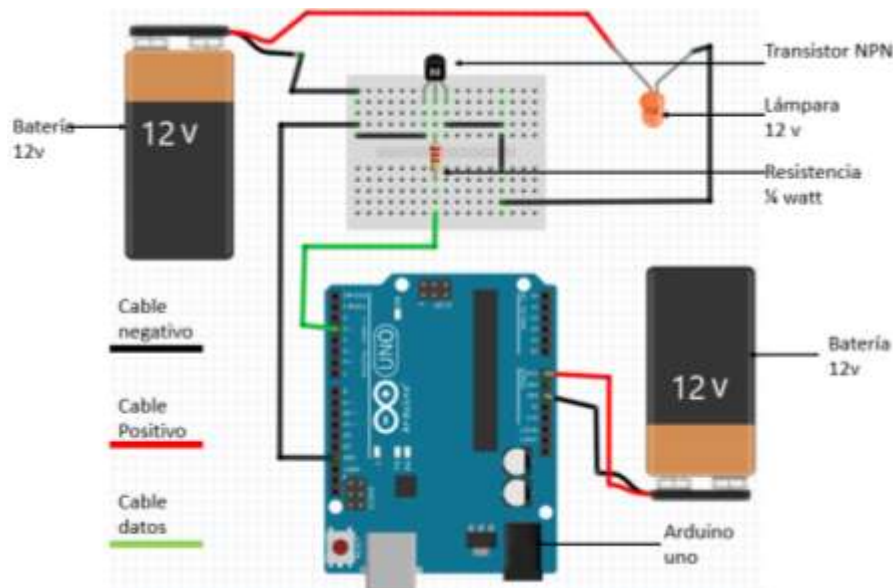 Transistor NPN
Batería
12v
12 V
Lámpara
12 v
Resistencia
¼ watt
Cable
negativo
UNO
Batería
12v
12 V
Cable
Positivo
Cable
datos
Arduino
uno